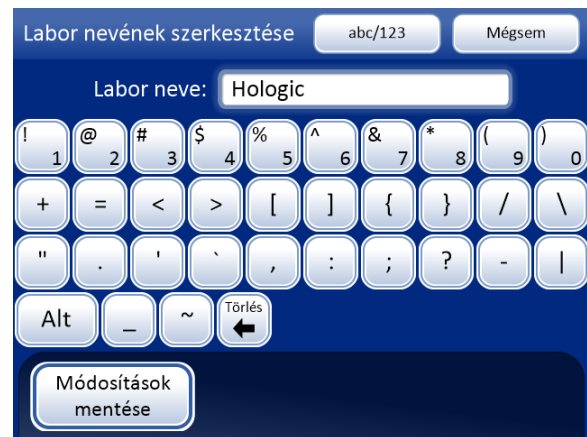 Labor nevének szerkesztése abc/123 Mégsem
Labor neve: Hologic
! 1 @ 2 # 3 $ 4 % 5 ^ 6 & 7 * 8 ( 9 ) 0
+ = < > [ ] { } / \
" . ' ` , : ; ? - |
Alt _ ~ Törlés
Módosítások
mentése